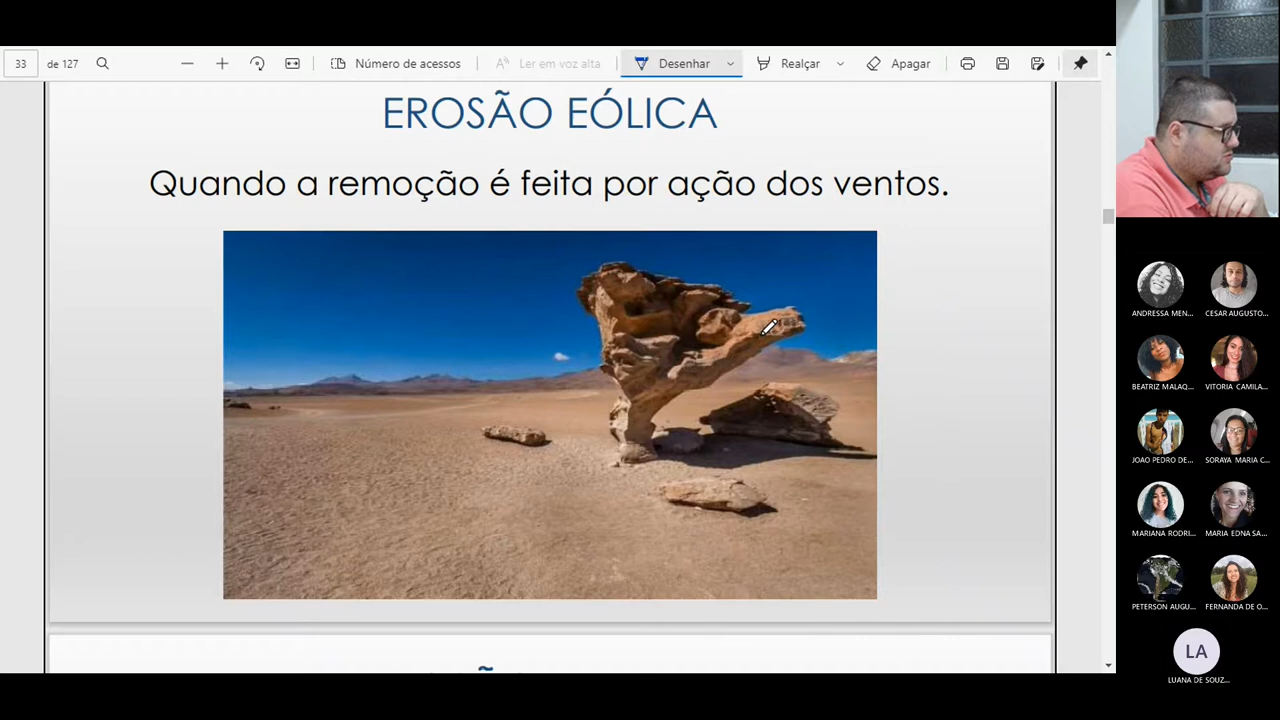 33 de 127 Número de acessos Ler em voz alta Desenhar Realçar Apagar
EROSÃO EÓLICA
Quando a remoção é feita por ação dos ventos.
ANDRESSA MEN... CESAR AUGUSTO...
BEATRIZ MALAQ... VITORIA CAMILA...
JOAO PEDRO DE... SORAYA MARIA C...
MARIANA RODRI... MARIA EDNA SA...
PETERSON AUGU... FERNANDA DE O...
LA
LUANA DE SOUZ...